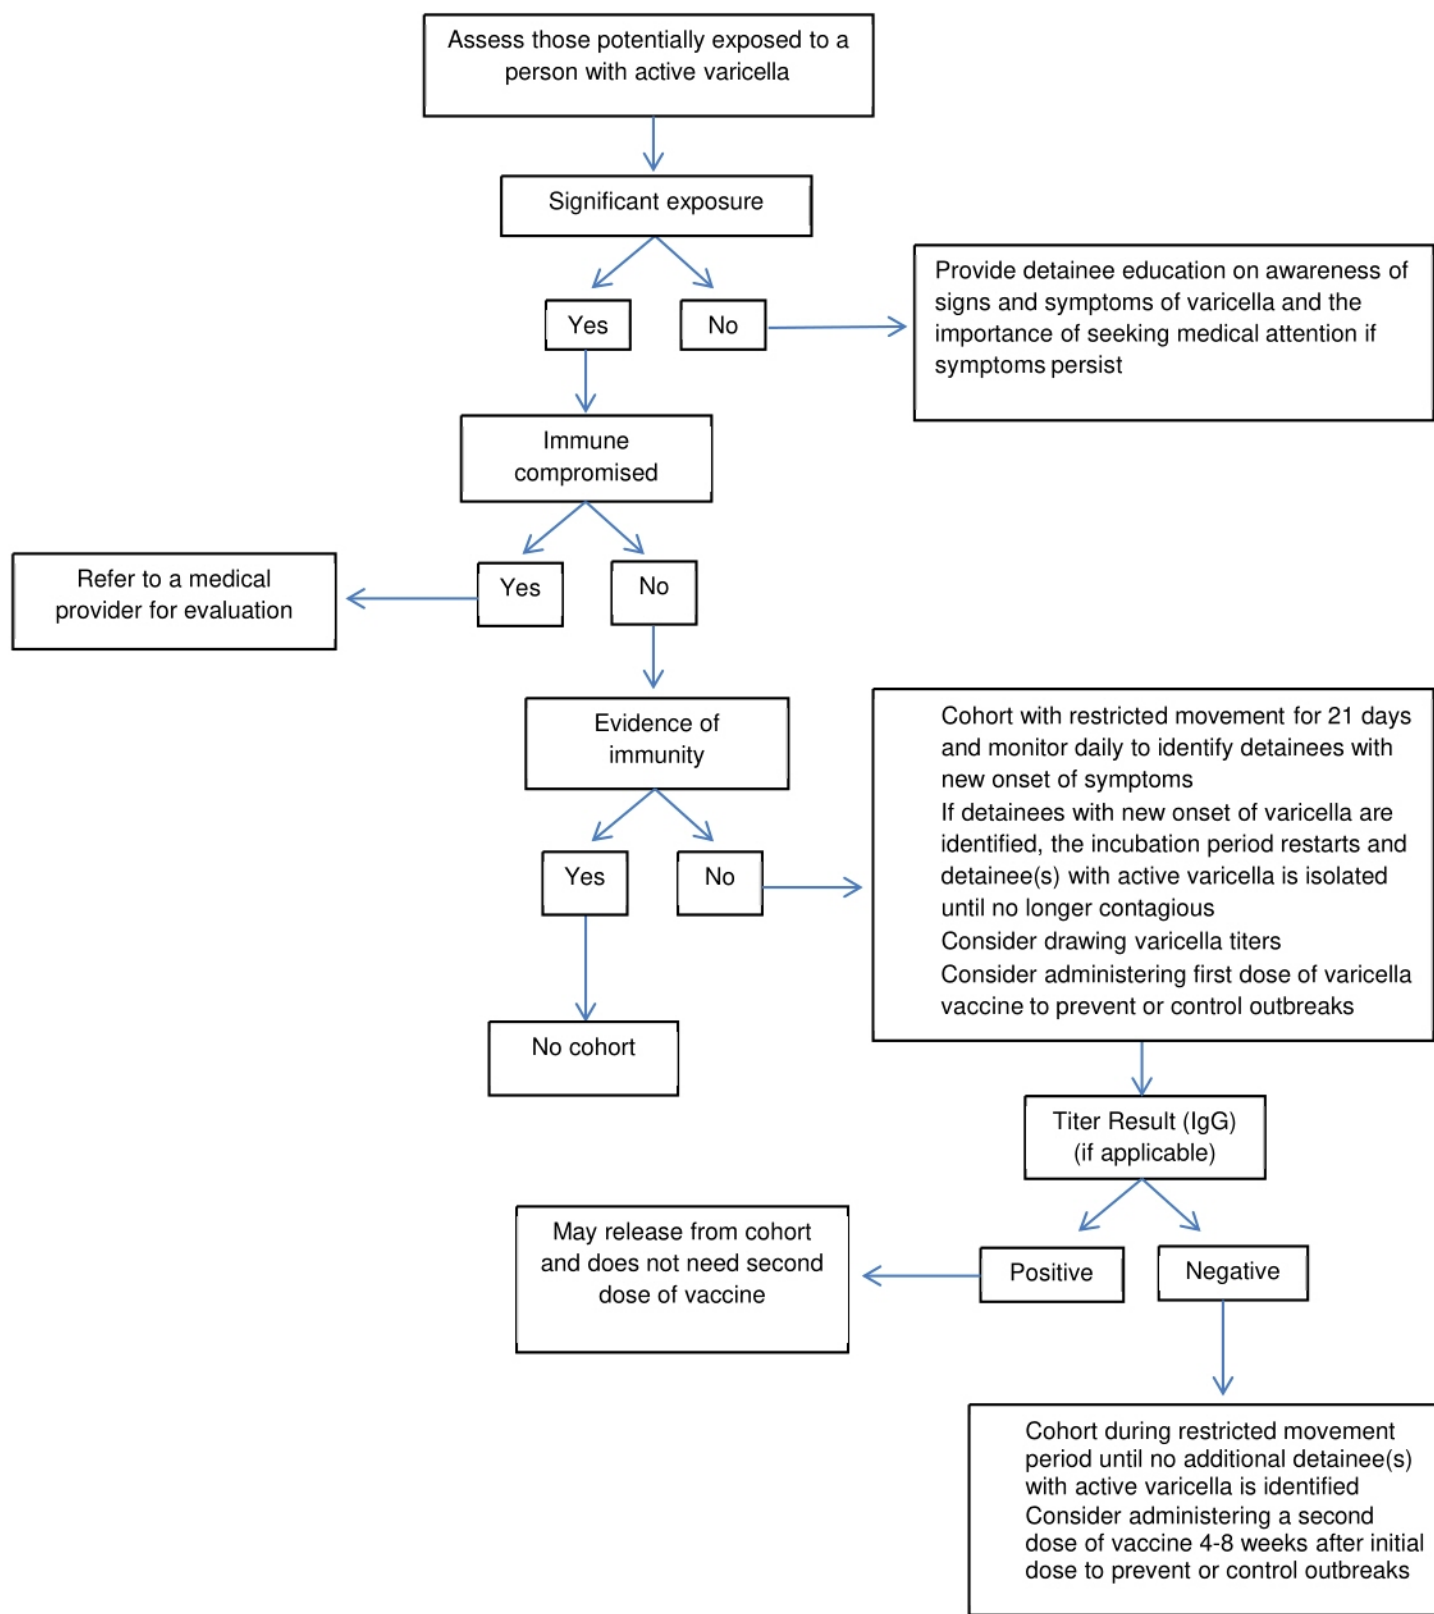 Assess those potentially exposed to a
person with active varicella
Significant exposure
Yes
No
Provide detainee education on awareness of
signs and symptoms of varicella and the
importance of seeking medical attention if
symptoms persist
Immune
compromised
Yes
No
Refer to a medical
provider for evaluation
Evidence of
immunity
Yes
No
Cohort with restricted movement for 21 days
and monitor daily to identify detainees with
new onset of symptoms
If detainees with new onset of varicella are
identified, the incubation period restarts and
detainee(s) with active varicella is isolated
until no longer contagious
Consider drawing varicella titers
Consider administering first dose of varicella
vaccine to prevent or control outbreaks
No cohort
Titer Result (IgG)
(if applicable)
Positive
Negative
May release from cohort
and does not need second
dose of vaccine
Cohort during restricted movement
period until no additional detainee(s)
with active varicella is identified
Consider administering a second
dose of vaccine 4-8 weeks after initial
dose to prevent or control outbreaks